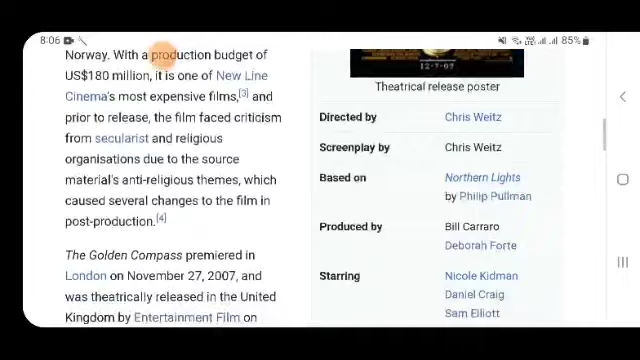 8:06
85%
Norway. With a production budget of
US$180 million, it is one of New Line
Cinema's most expensive films,[3] and
prior to release, the film faced criticism
from secularist and religious
organisations due to the source
material's anti-religious themes, which
caused several changes to the film in
post-production.[4]
The Golden Compass premiered in
London on November 27, 2007, and
was theatrically released in the United
Kingdom by Entertainment Film on
12·7·07
Theatrical release poster
Directed by Chris Weitz
Screenplay by Chris Weitz
Based on Northern Lights
by Philip Pullman
Produced by Bill Carraro
Deborah Forte
Starring Nicole Kidman
Daniel Craig
Sam Elliott